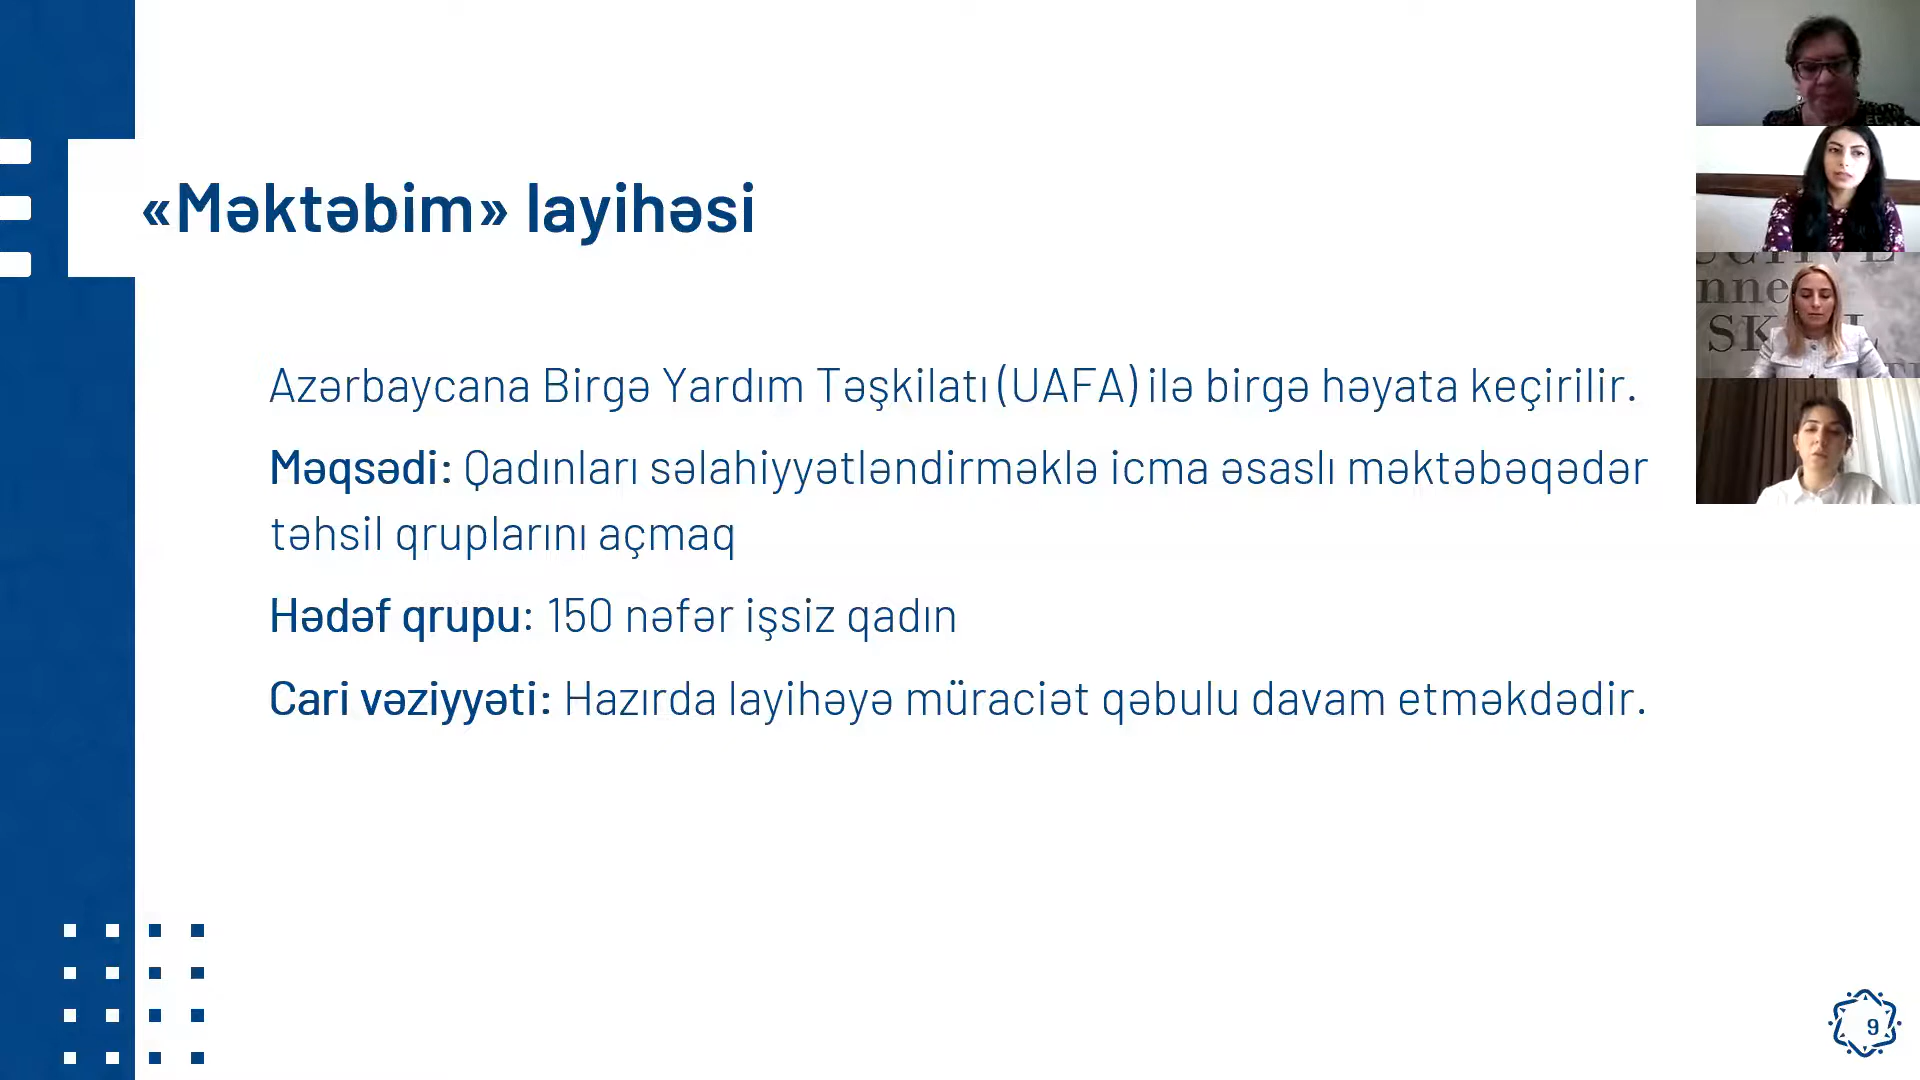 «Məktəbim» layihəsi
Azərbaycana Birgə Yardım Təşkilatı (UAFA) ilə birgə həyata keçirilir.
Məqsədi: Qadınları səlahiyyətləndirməklə icma əsaslı məktəbəqədər
təhsil qruplarını açmaq
Hədəf qrupu: 150 nəfər işsiz qadın
Cari vəziyyəti: Hazırda layihəyə müraciət qəbulu davam etməkdədir.
9